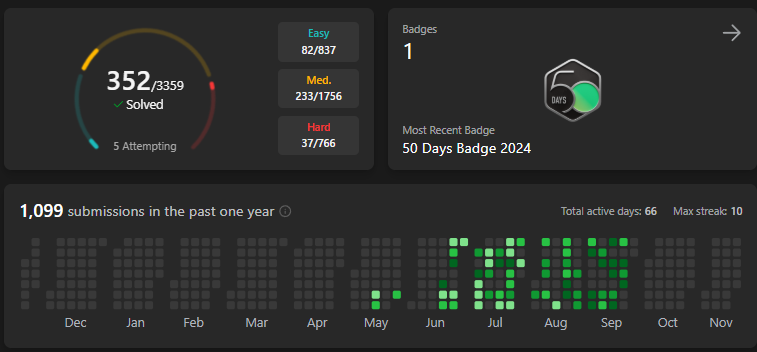 352/3359
Solved
5 Attempting
Easy
82/837
Med.
233/1756
Hard
37/766
Badges
1
50
DAYS
Most Recent Badge
50 Days Badge 2024
1,099 submissions in the past one year
Total active days: 66 Max streak: 10
Dec Jan Feb Mar Apr May Jun Jul Aug Sep Oct Nov